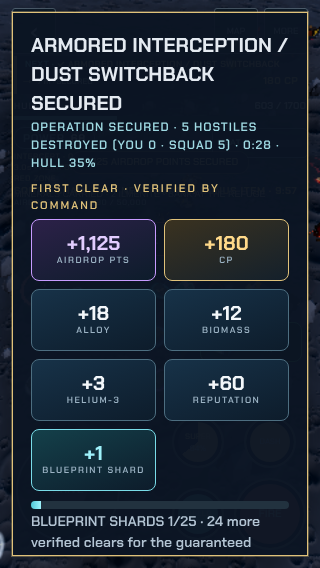 ARMORED INTERCEPTION /
DUST SWITCHBACK
SECURED
OPERATION SECURED · 5 HOSTILES
DESTROYED (YOU 0 · SQUAD 5) · 0:28 ·
HULL 35%
FIRST CLEAR · VERIFIED BY
COMMAND
+1,125
AIRDROP PTS
+180
CP
+18
ALLOY
+12
BIOMASS
+3
HELIUM-3
+60
REPUTATION
+1
BLUEPRINT SHARD
BLUEPRINT SHARDS 1/25 · 24 more
verified clears for the guaranteed